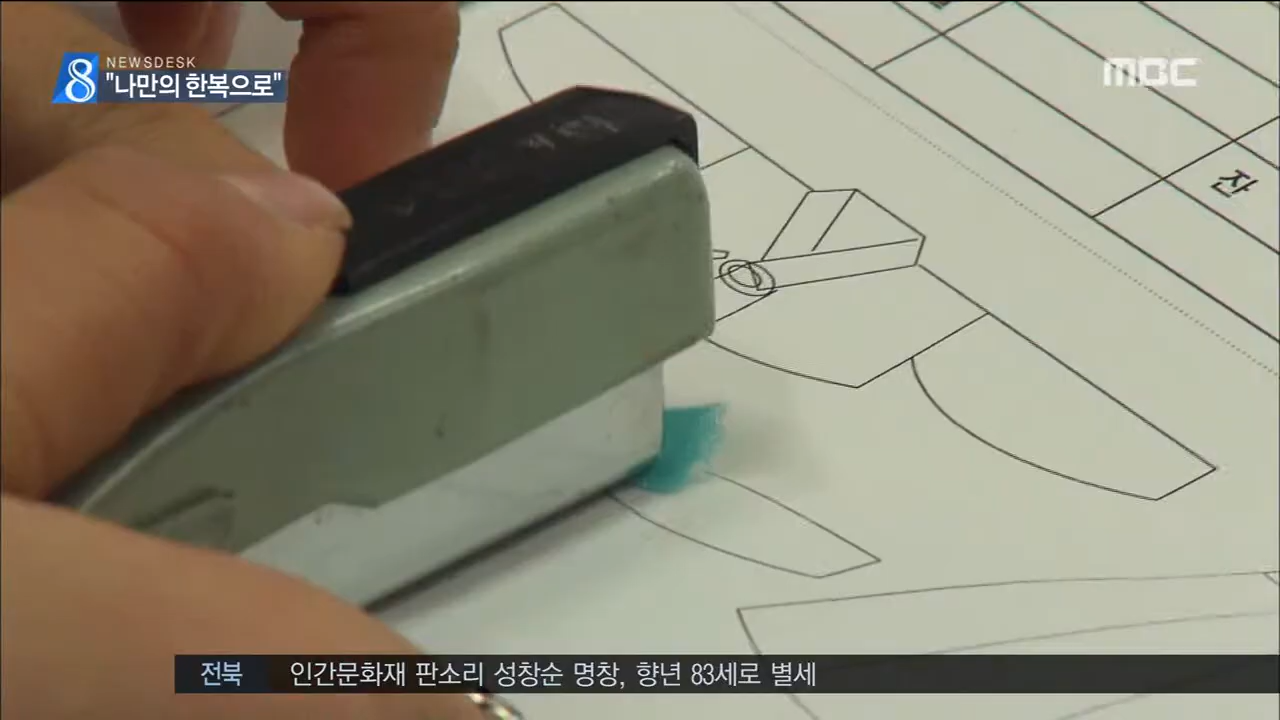 8 NEWSDESK
"나만의 한복으로"
MBC
잔
전북 인간문화재 판소리 성창순 명창, 향년 83세로 별세